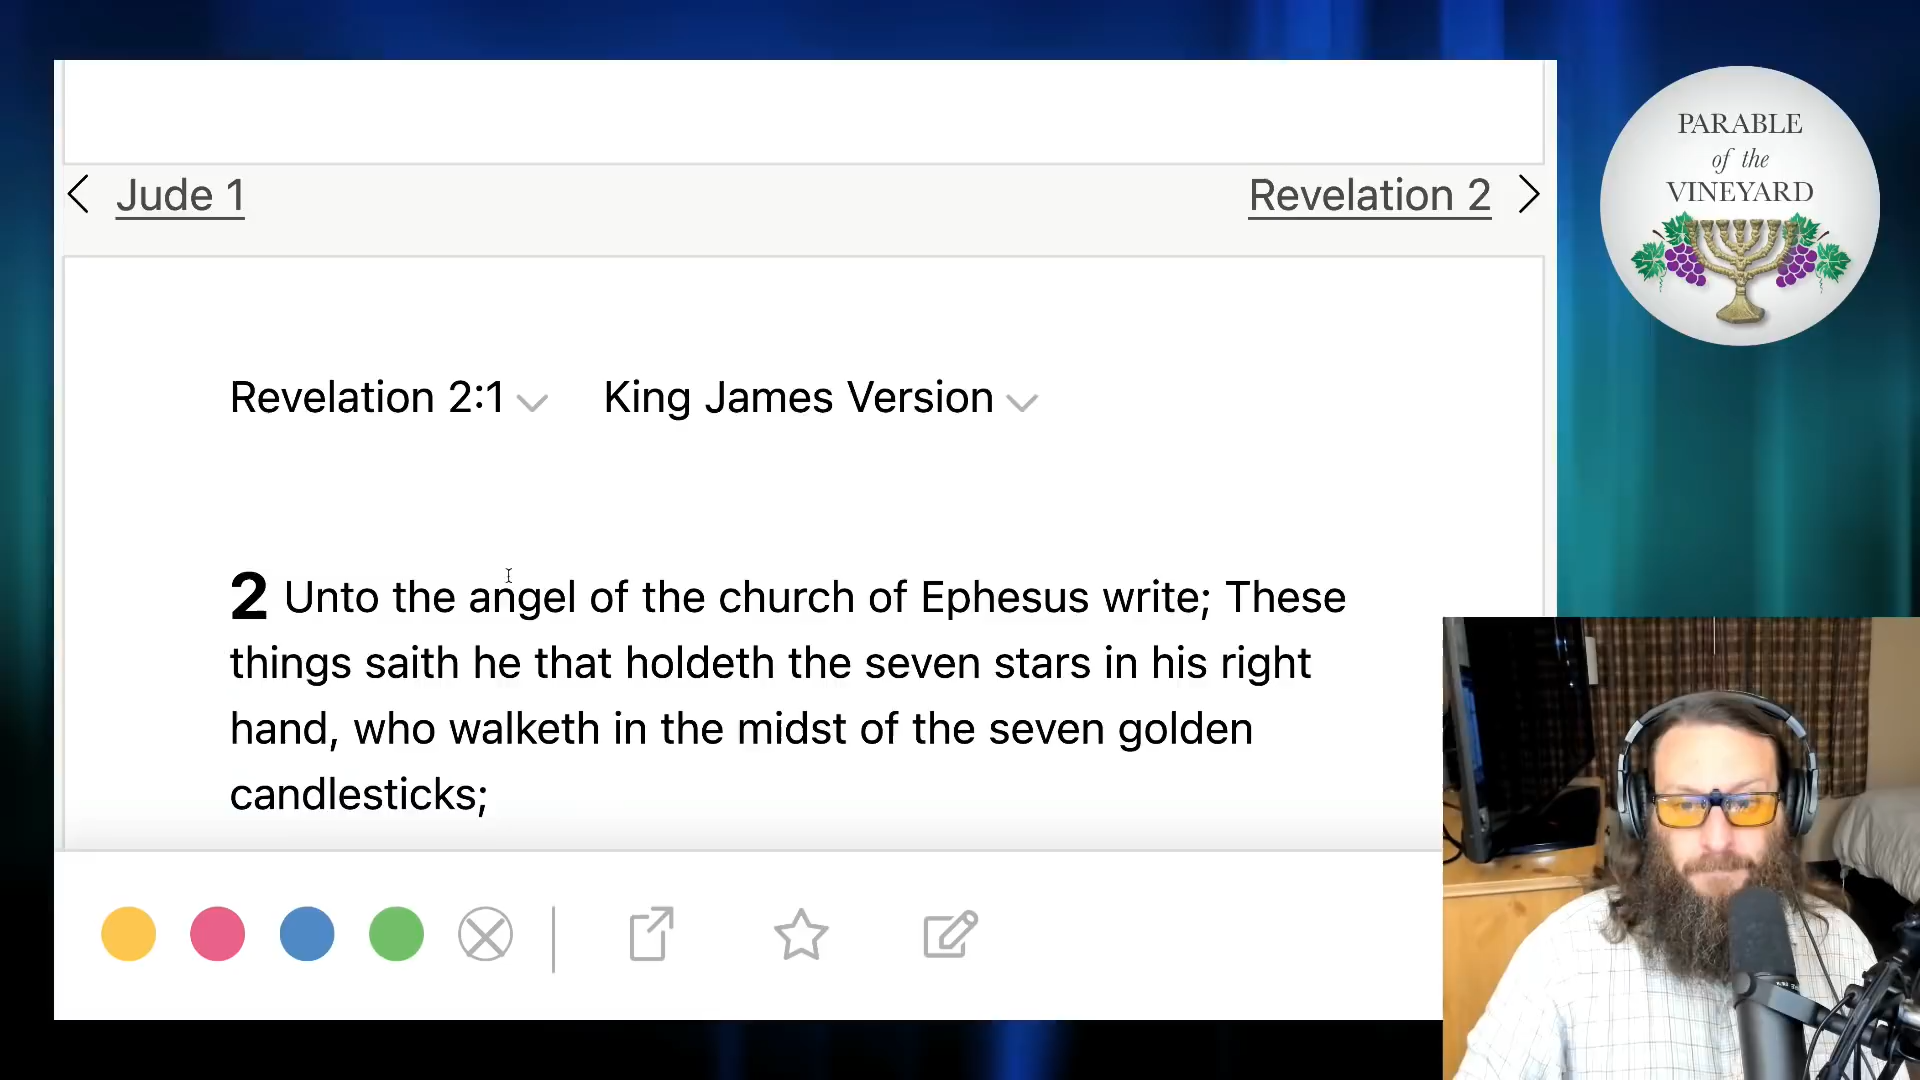 Jude 1
Revelation 2
PARABLE
of the
VINEYARD
Revelation 2:1
King James Version
2 Unto the angel of the church of Ephesus write; These
things saith he that holdeth the seven stars in his right
hand, who walketh in the midst of the seven golden
candlesticks;